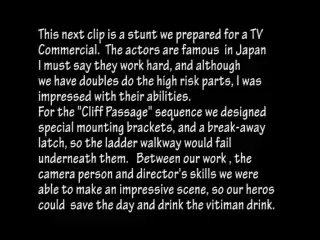 This next clip is a stunt we prepared for a TV
Commercial. The actors are famous in Japan
I must say they work hard, and although
we have doubles do the high risk parts, I was
impressed with their abilities.
For the "Cliff Passage" sequence we designed
special mounting brackets, and a break-away
latch, so the ladder walkway would fail
underneath them. Between our work , the
camera person and director's skills we were
able to make an impressive scene, so our heros
could save the day and drink the vitiman drink.